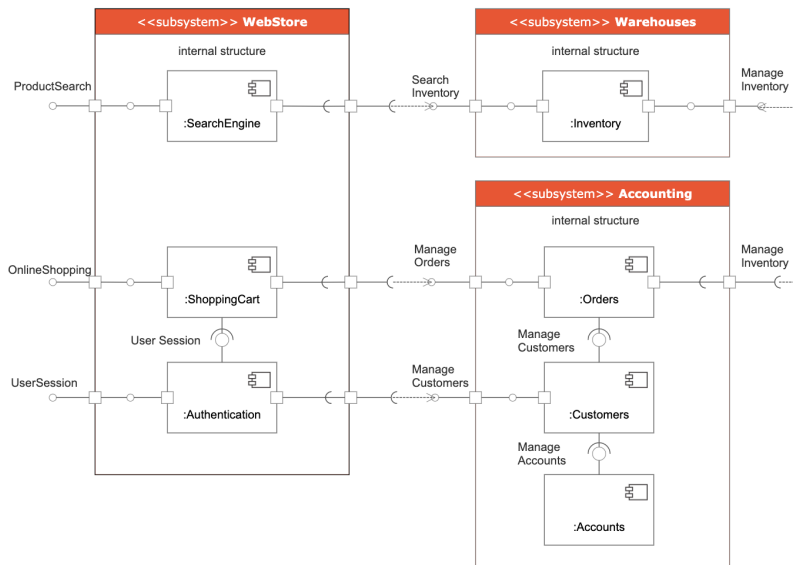 <<subsystem>> WebStore
internal structure
ProductSearch
:SearchEngine
Search
Inventory
<<subsystem>> Warehouses
internal structure
:Inventory
Manage
Inventory
OnlineShopping
:ShoppingCart
User Session
UserSession
:Authentication
Manage
Orders
Manage
Customers
<<subsystem>> Accounting
internal structure
:Orders
Manage
Inventory
Manage
Customers
:Customers
Manage
Accounts
:Accounts